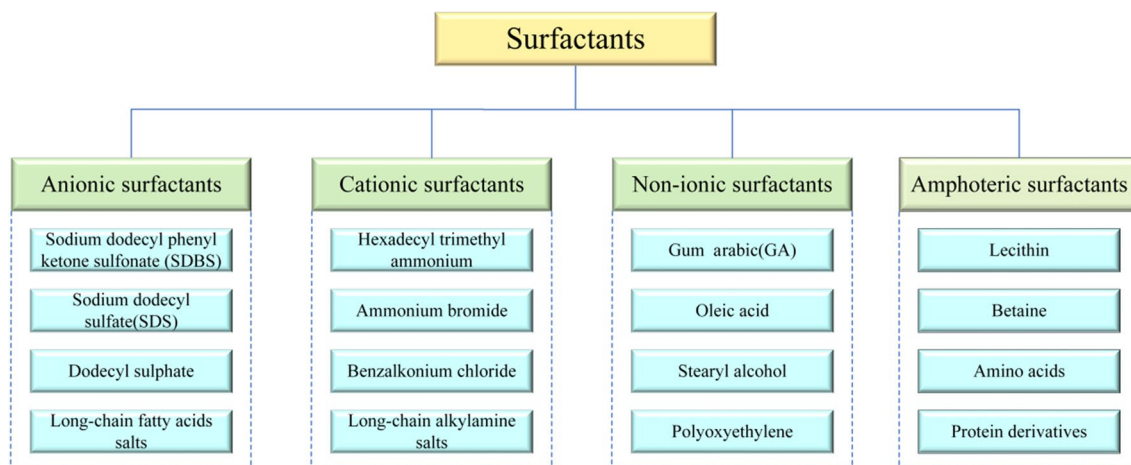 Surfactants
Anionic surfactants
Sodium dodecyl phenyl
ketone sulfonate (SDBS)
Sodium dodecyl
sulfate(SDS)
Dodecyl sulphate
Long-chain fatty acids
salts
Cationic surfactants
Hexadecyl trimethyl
ammonium
Ammonium bromide
Benzalkonium chloride
Long-chain alkylamine
salts
Non-ionic surfactants
Gum arabic(GA)
Oleic acid
Stearyl alcohol
Polyoxyethylene
Amphoteric surfactants
Lecithin
Betaine
Amino acids
Protein derivatives